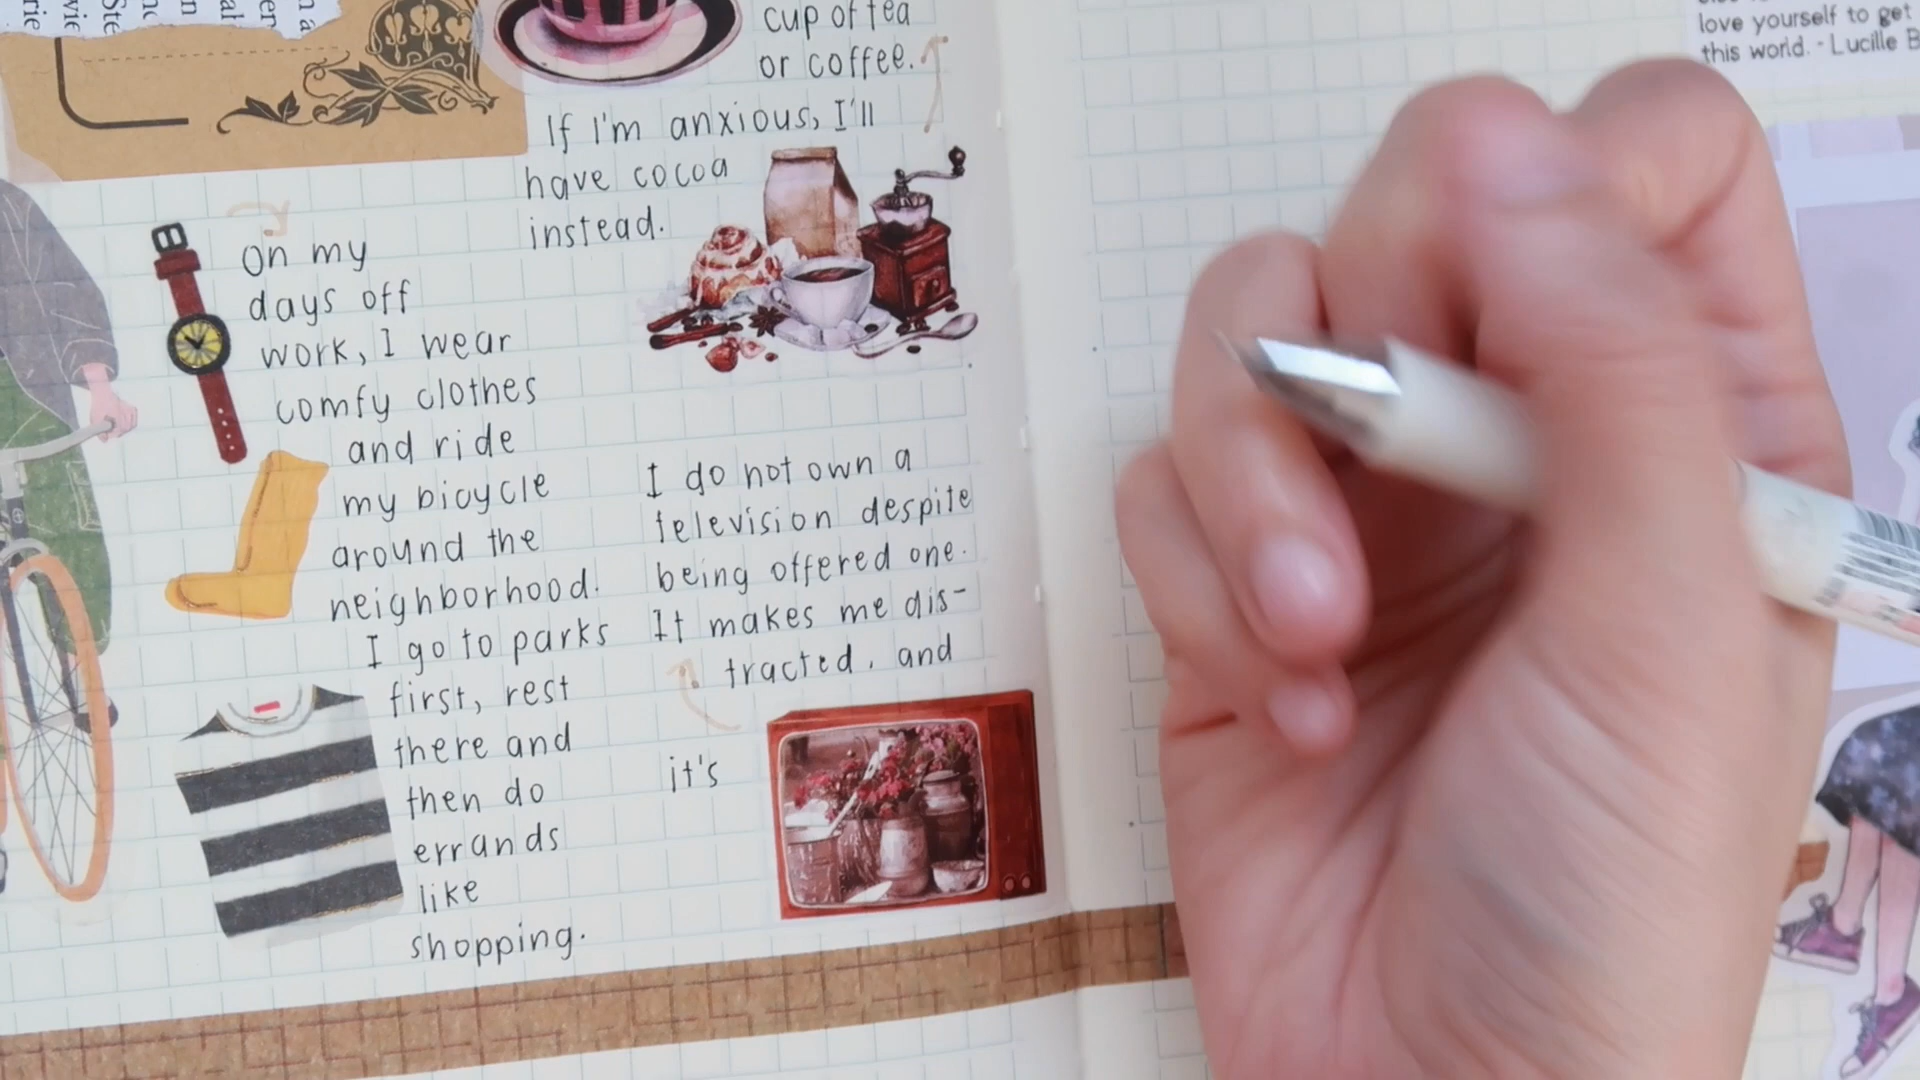 cup of tea
or coffee.
If I'm anxious, I'll
have cocoa
instead.
On my
days off
work, I wear
comfy clothes
and ride
my bicycle
around the
neighborhood.
I go to parks
first, rest
there and
then do
errands
like
shopping.
I do not own a
television despite
being offered one.
It makes me dis-
tracted, and
it's
love yourself to get
this world. - Lucille B